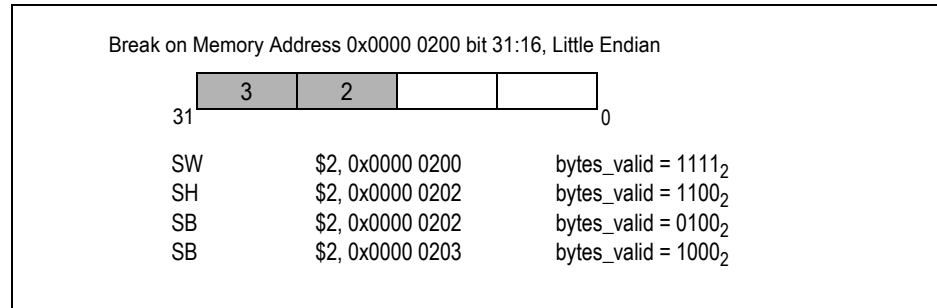 Break on Memory Address 0x0000 0200 bit 31:16, Little Endian
3 2
31 0
SW $2, 0x0000 0200 bytes_valid = 1111₂
SH $2, 0x0000 0202 bytes_valid = 1100₂
SB $2, 0x0000 0202 bytes_valid = 0100₂
SB $2, 0x0000 0203 bytes_valid = 1000₂